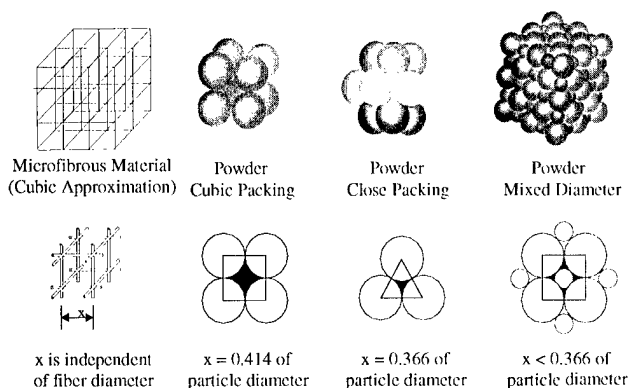 Microfibrous Material
(Cubic Approximation)
Powder
Cubic Packing
Powder
Close Packing
Powder
Mixed Diameter
x
x is independent
of fiber diameter
x = 0.414 of
particle diameter
x = 0.366 of
particle diameter
x < 0.366 of
particle diameter